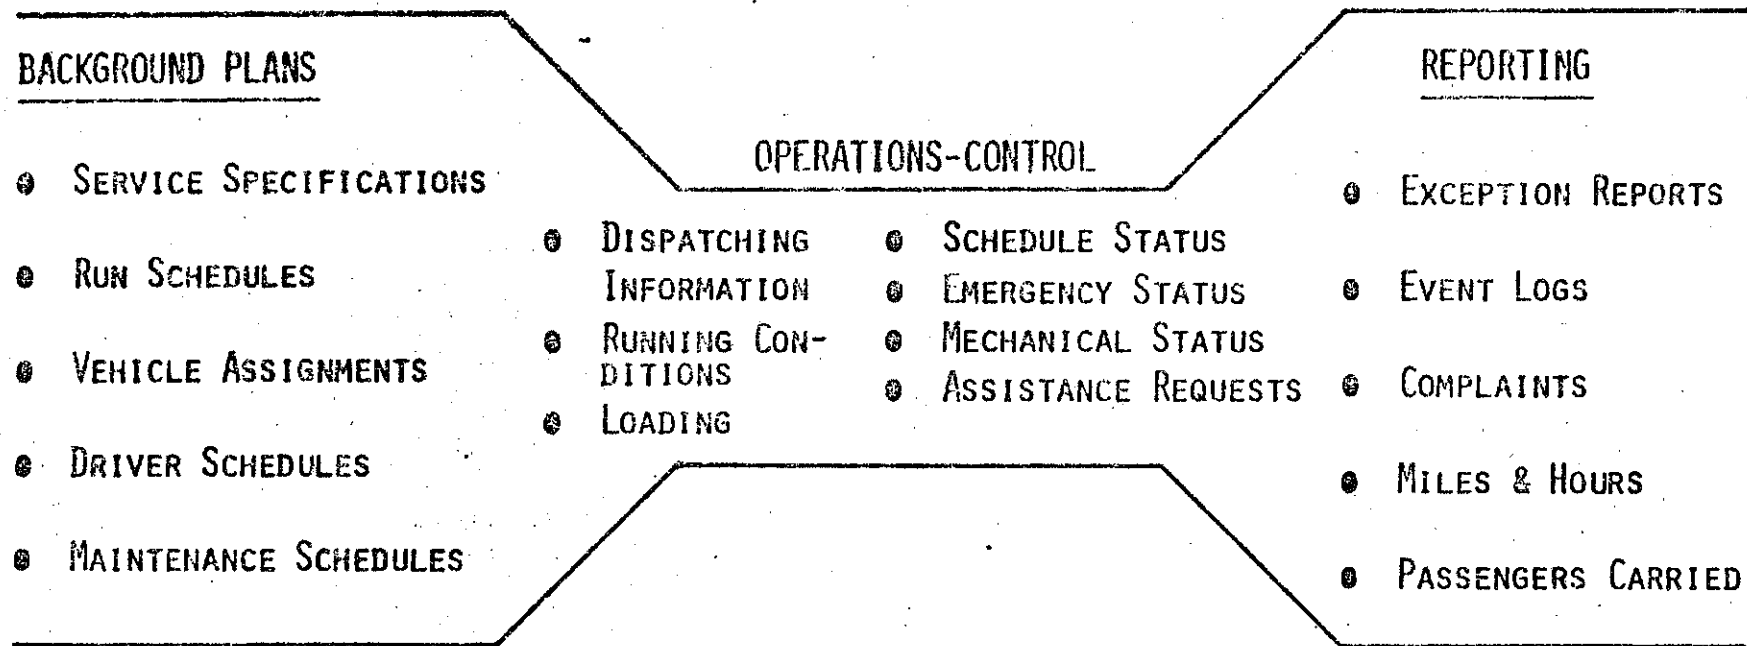 BACKGROUND PLANS
● SERVICE SPECIFICATIONS
● RUN SCHEDULES
● VEHICLE ASSIGNMENTS
● DRIVER SCHEDULES
● MAINTENANCE SCHEDULES
OPERATIONS-CONTROL
● DISPATCHING
INFORMATION
● RUNNING CON-
DITIONS
● LOADING
● SCHEDULE STATUS
● EMERGENCY STATUS
● MECHANICAL STATUS
● ASSISTANCE REQUESTS
REPORTING
● EXCEPTION REPORTS
● EVENT LOGS
● COMPLAINTS
● MILES & HOURS
● PASSENGERS CARRIED